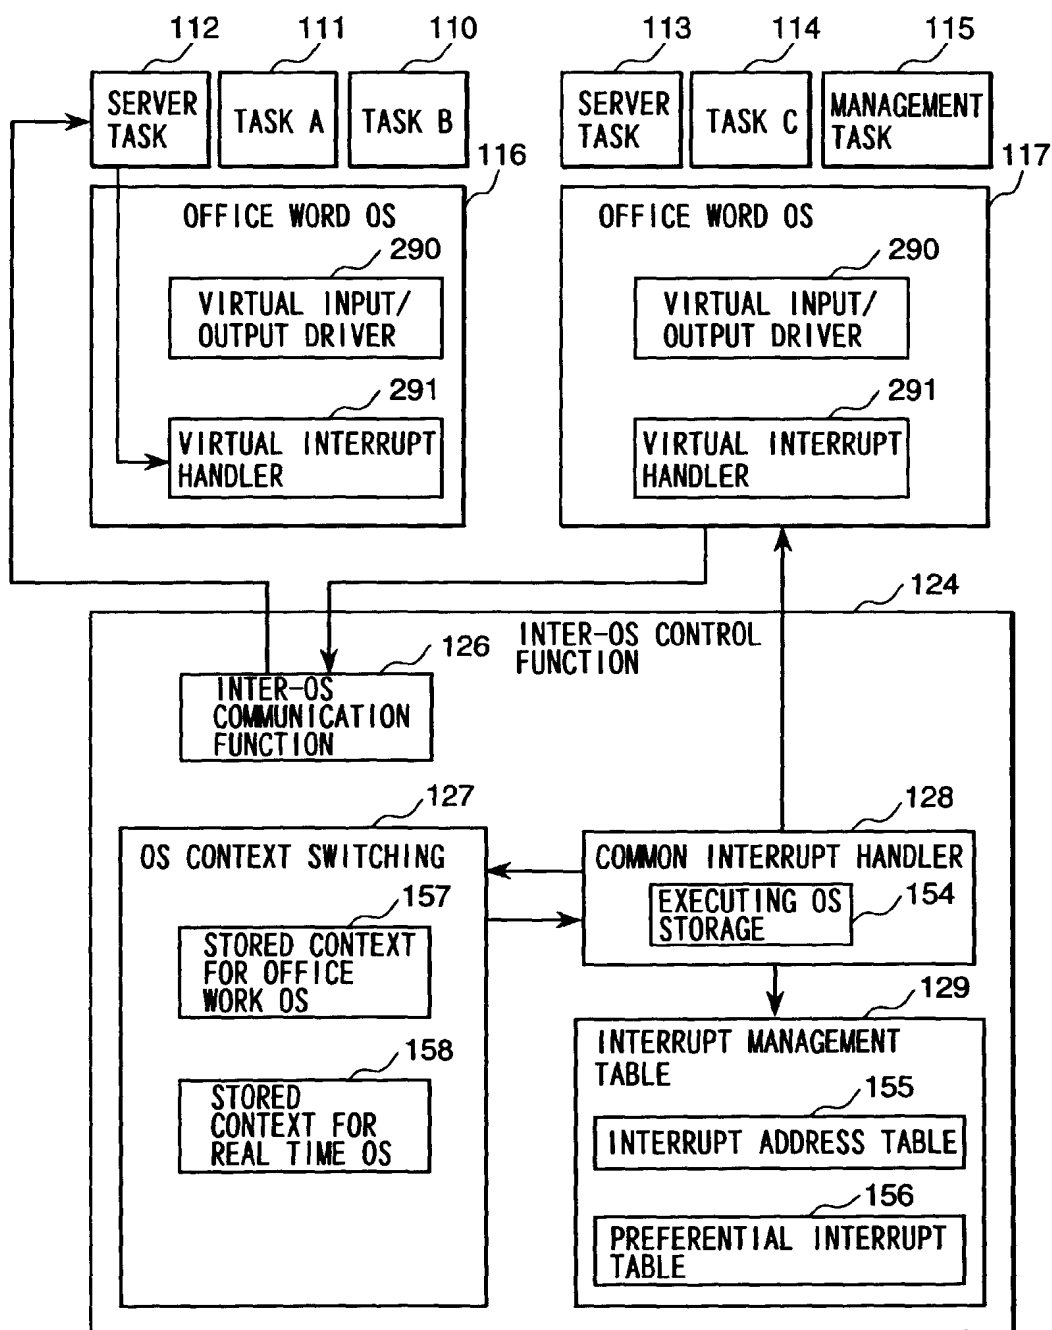 112 111 110 113 114 115
SERVER TASK A TASK B SERVER TASK C MANAGEMENT
TASK TASK TASK
116 117
OFFICE WORD OS OFFICE WORD OS
290 290
VIRTUAL INPUT/ VIRTUAL INPUT/
OUTPUT DRIVER OUTPUT DRIVER
291 291
VIRTUAL INTERRUPT VIRTUAL INTERRUPT
HANDLER HANDLER
124
INTER-OS CONTROL
FUNCTION
126
INTER-OS
COMMUNICATION
FUNCTION
127 128
OS CONTEXT SWITCHING COMMON INTERRUPT HANDLER
157 EXECUTING OS 154
STORAGE
STORED CONTEXT
FOR OFFICE
WORK OS
129
INTERRUPT MANAGEMENT
TABLE
158 155
STORED
CONTEXT FOR
REAL TIME OS
INTERRUPT ADDRESS TABLE
156
PREFERENTIAL INTERRUPT
TABLE